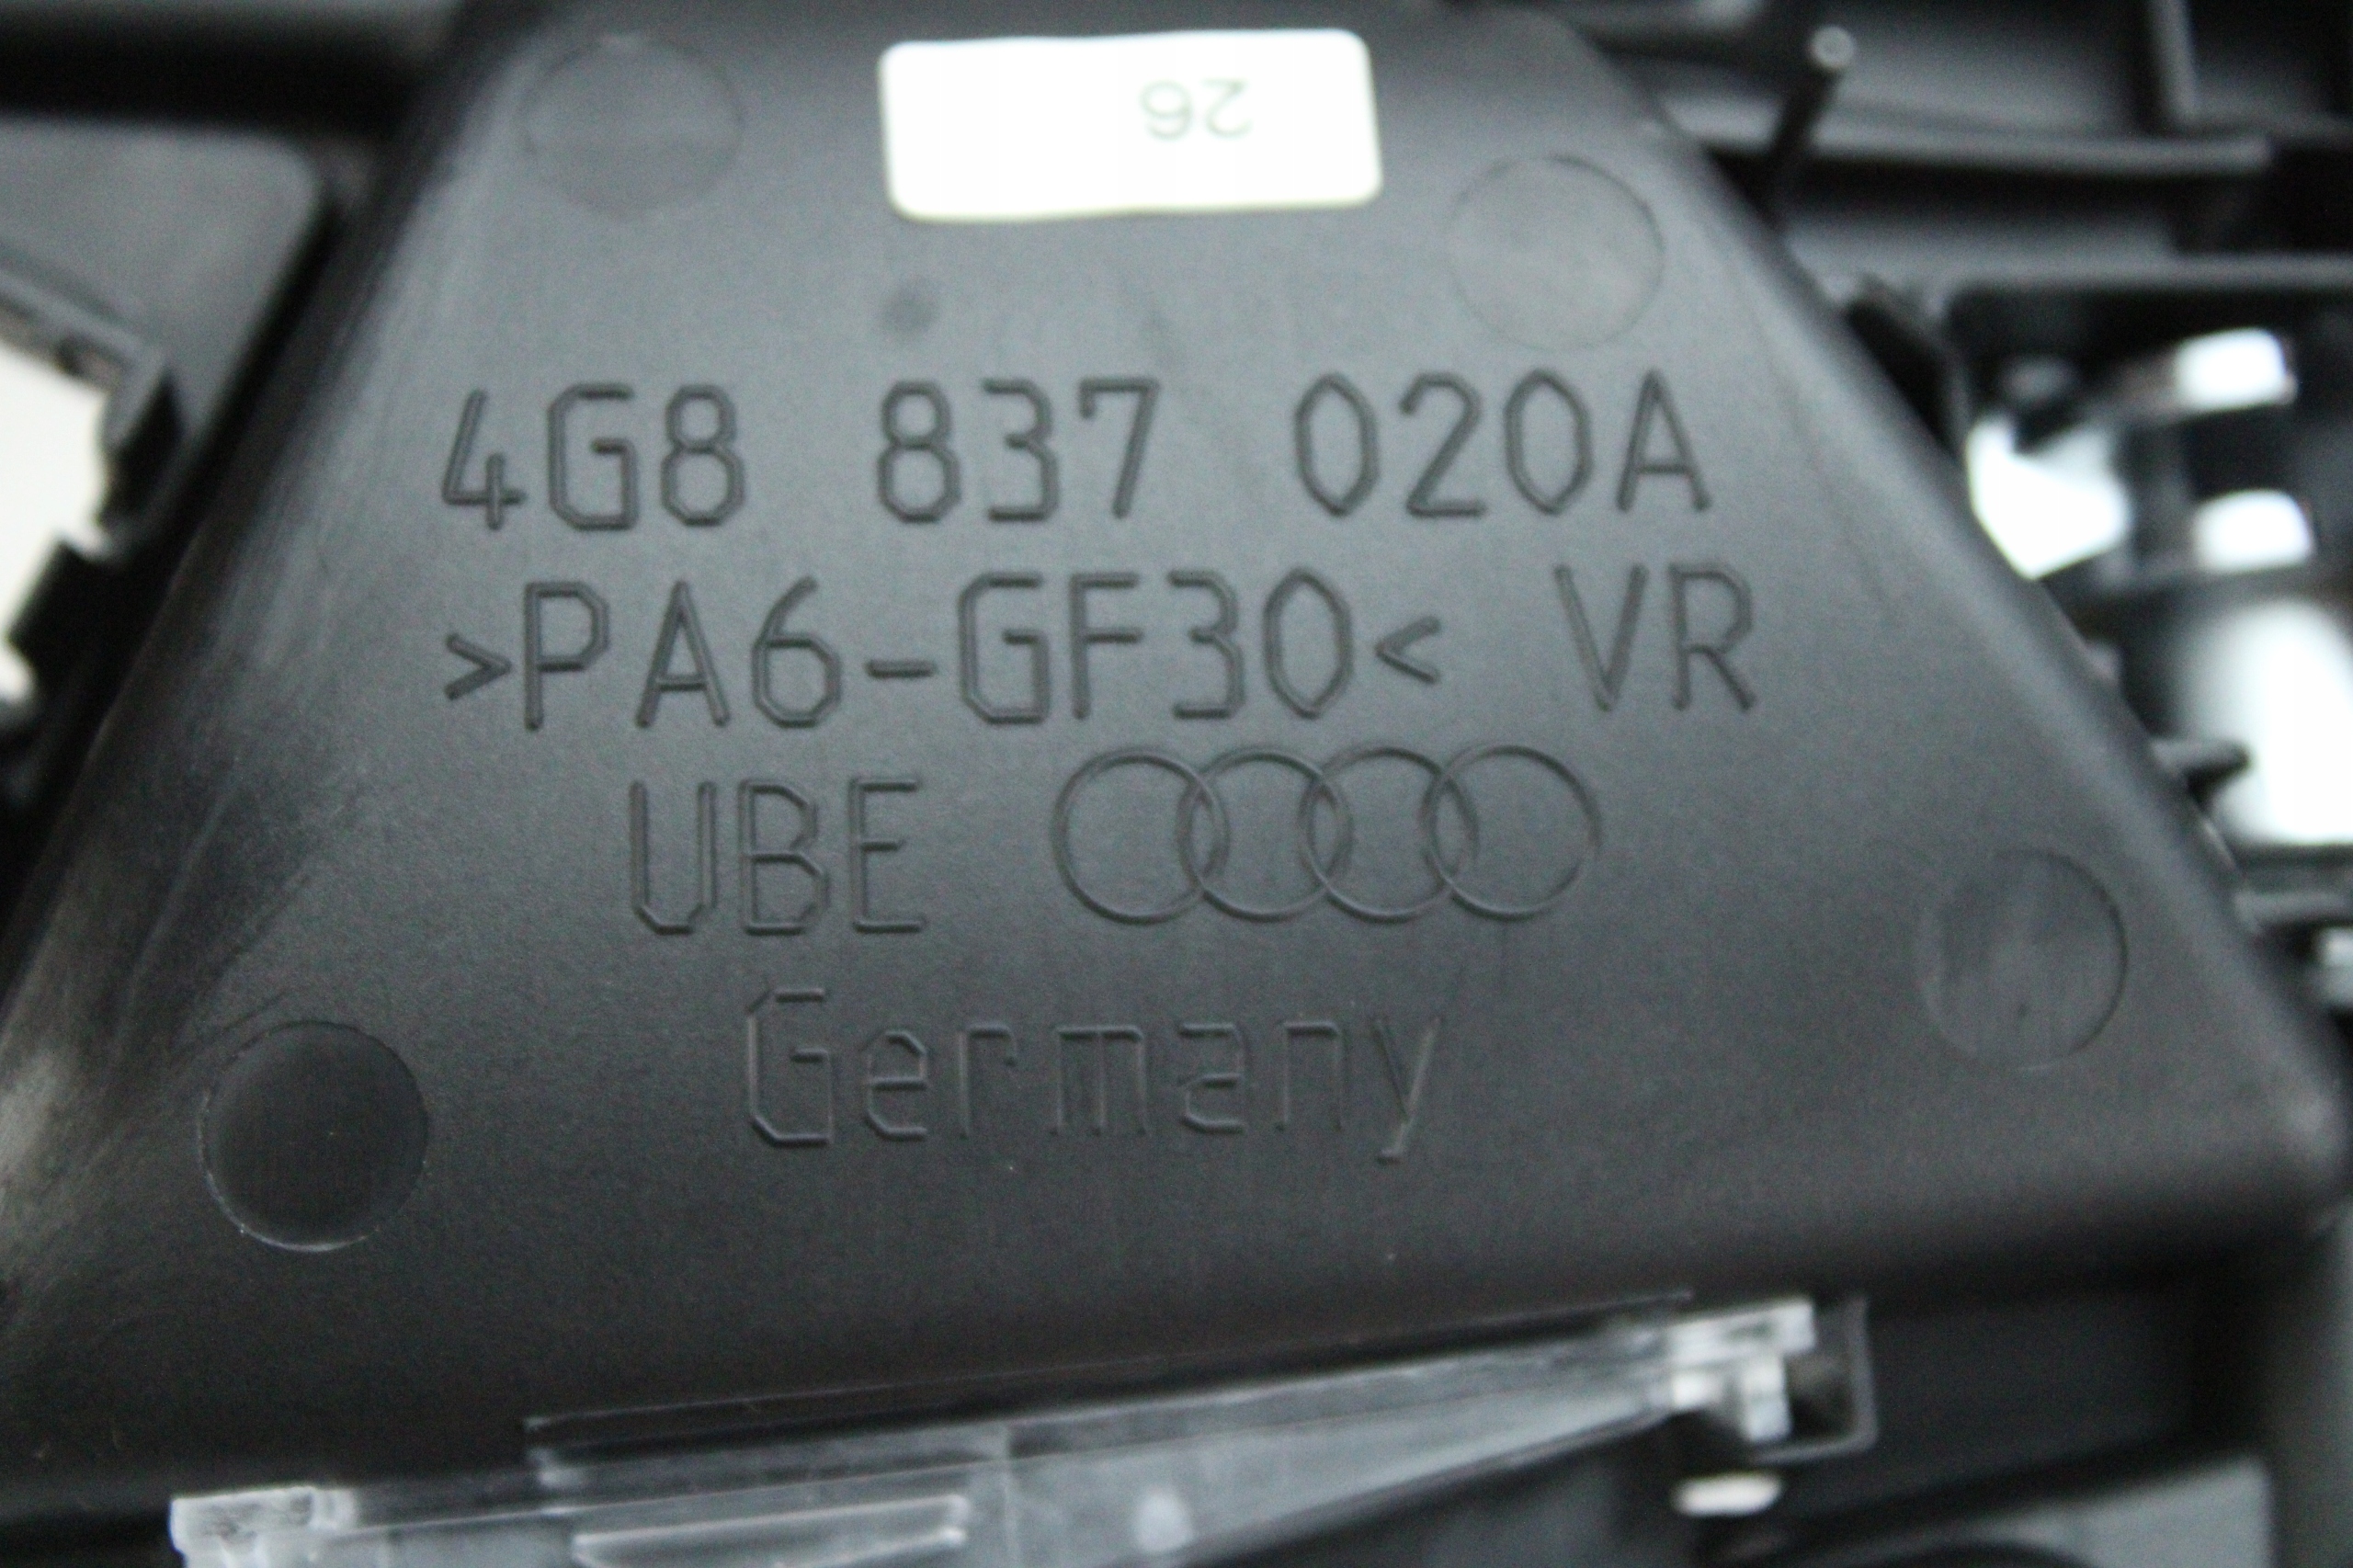 26
4G8 837 020A
>PA6-GF30< VR
UBE
Germany